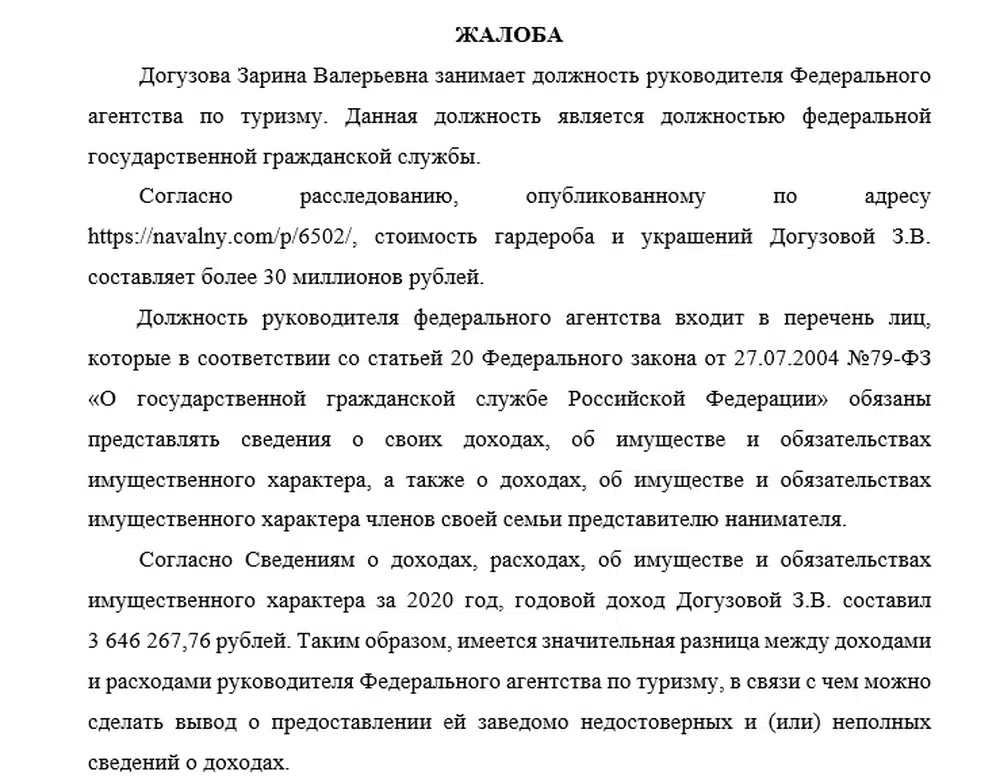 ЖАЛОБА
Догузова Зарина Валерьевна занимает должность руководителя Федерального
агентства по туризму. Данная должность является должностью федеральной
государственной гражданской службы.
Согласно расследованию, опубликованному по адресу
https://navalny.com/p/6502/, стоимость гардероба и украшений Догузовой З.В.
составляет более 30 миллионов рублей.
Должность руководителя федерального агентства входит в перечень лиц,
которые в соответствии со статьей 20 Федерального закона от 27.07.2004 №79-ФЗ
«О государственной гражданской службе Российской Федерации» обязаны
представлять сведения о своих доходах, об имуществе и обязательствах
имущественного характера, а также о доходах, об имуществе и обязательствах
имущественного характера членов своей семьи представителю нанимателя.
Согласно Сведениям о доходах, расходах, об имуществе и обязательствах
имущественного характера за 2020 год, годовой доход Догузовой З.В. составил
3 646 267,76 рублей. Таким образом, имеется значительная разница между доходами
и расходами руководителя Федерального агентства по туризму, в связи с чем можно
сделать вывод о предоставлении ей заведомо недостоверных и (или) неполных
сведений о доходах.